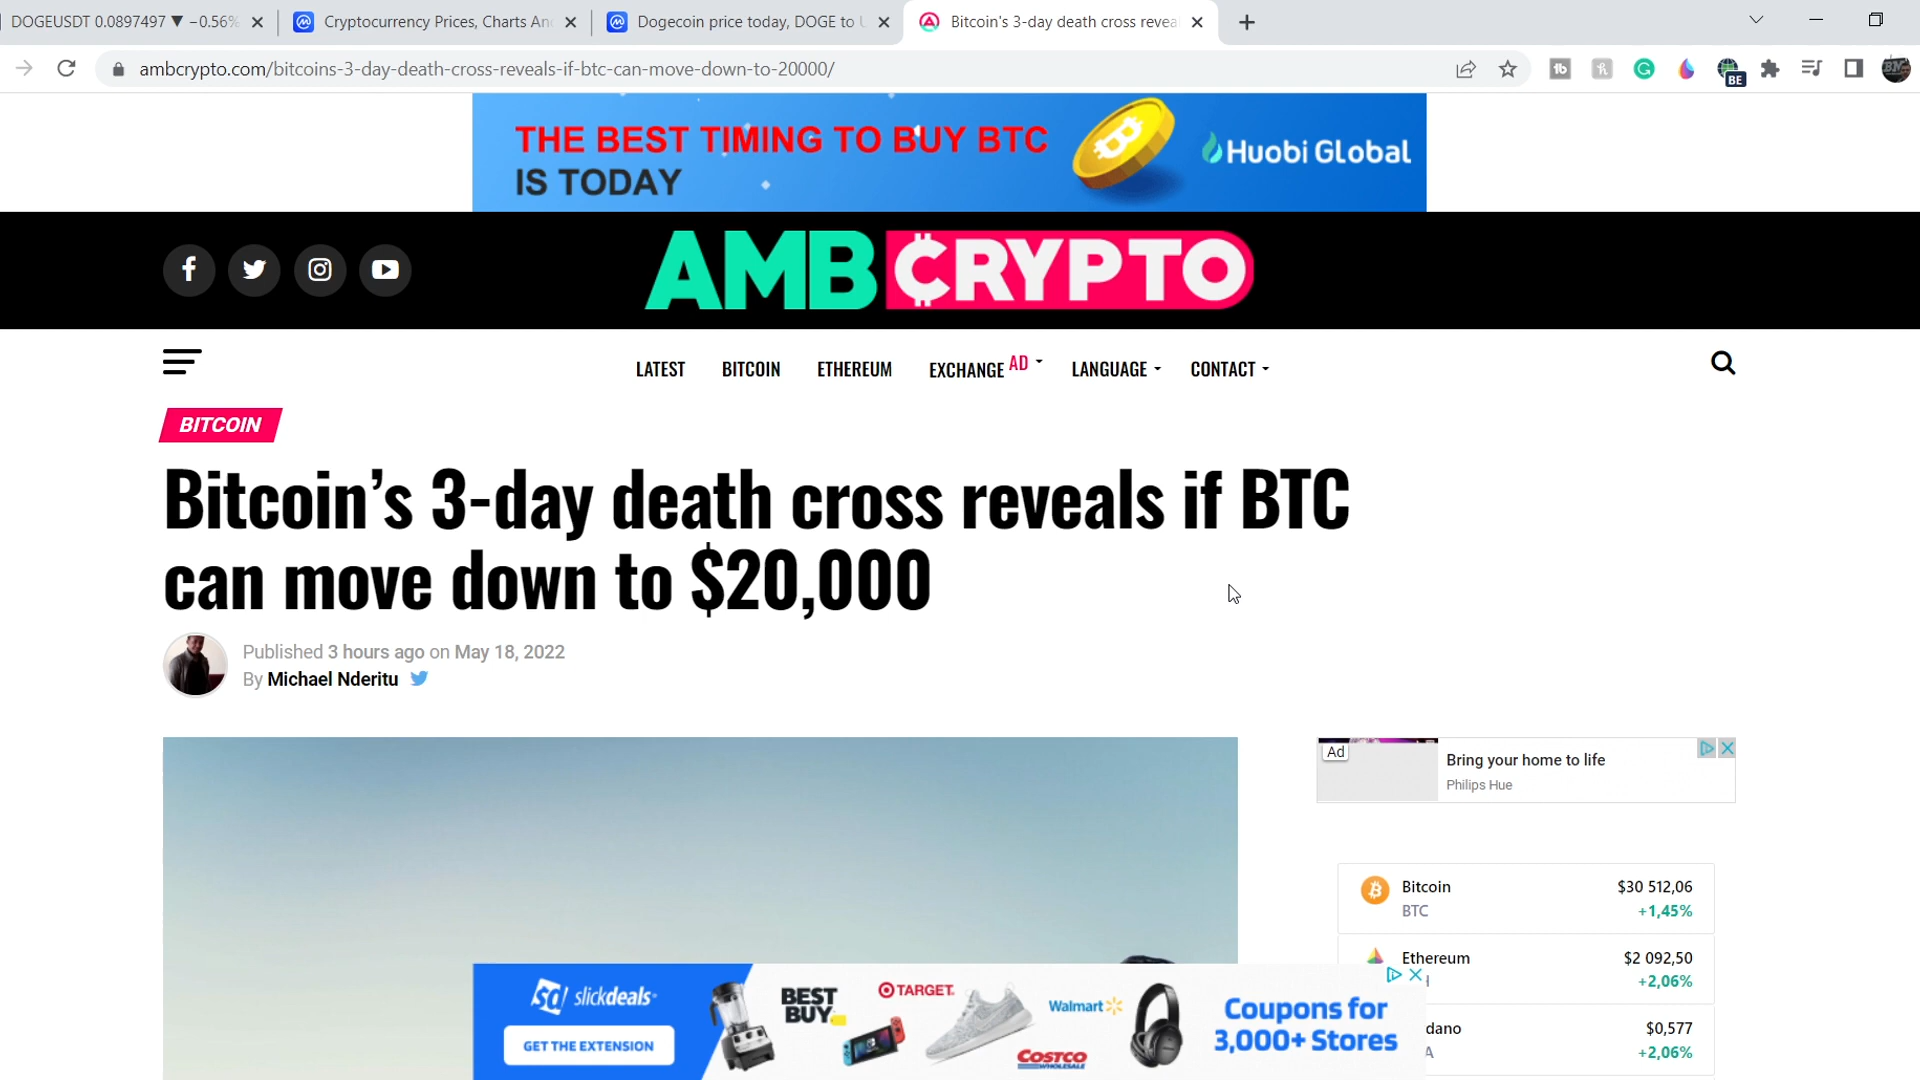 DOGEUSDT 0.0897497 ▼ −0.56%
Cryptocurrency Prices, Charts An
Dogecoin price today, DOGE to U
Bitcoin's 3-day death cross revea
ambcrypto.com/bitcoins-3-day-death-cross-reveals-if-btc-can-move-down-to-20000/
BE
THE BEST TIMING TO BUY BTC
IS TODAY
Huobi Global
AMBCRYPTO
LATEST
BITCOIN
ETHEREUM
EXCHANGE AD
LANGUAGE
CONTACT
BITCOIN
Bitcoin’s 3-day death cross reveals if BTC
can move down to $20,000
Published 3 hours ago on May 18, 2022
By Michael Nderitu
Ad
Bring your home to life
Philips Hue
Bitcoin $30 512,06
BTC +1,45%
Ethereum $2 092,50
+2,06%
dano $0,577
A +2,06%
slickdeals
GET THE EXTENSION
BEST
BUY
TARGET
Walmart
COSTCO
WHOLESALE
Coupons for
3,000+ Stores